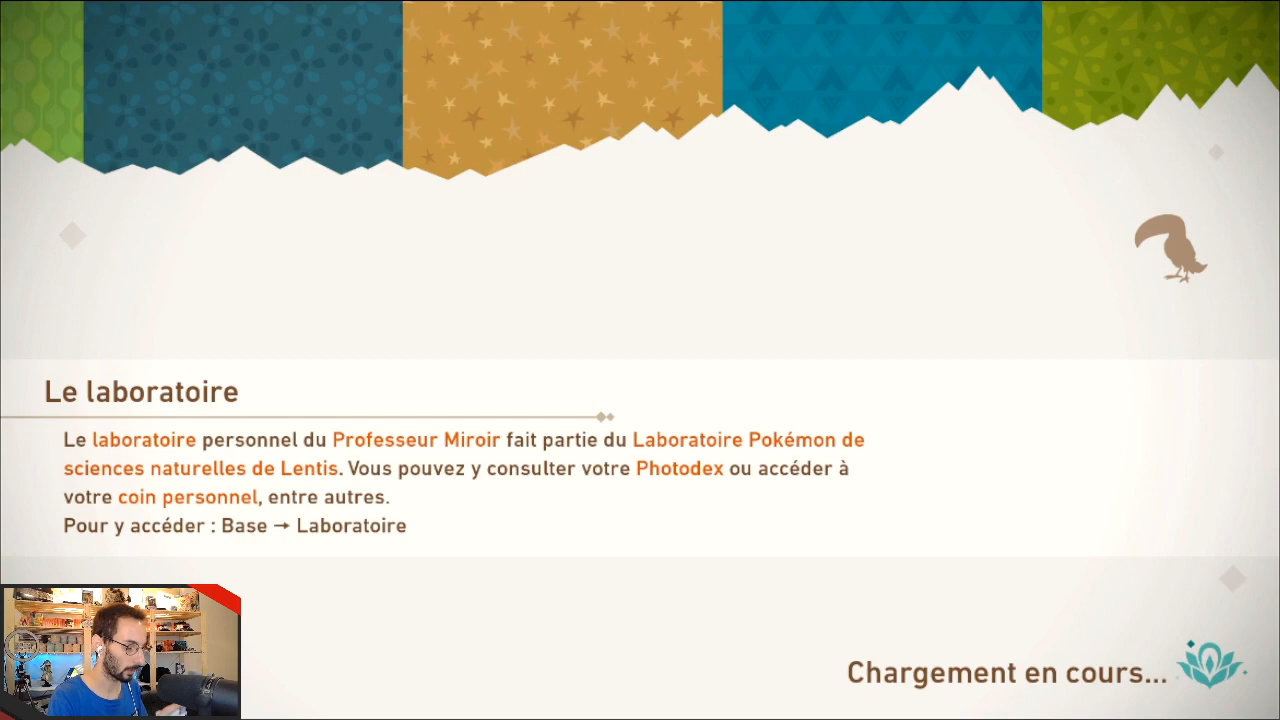 Le laboratoire
Le laboratoire personnel du Professeur Miroir fait partie du Laboratoire Pokémon de
sciences naturelles de Lentis. Vous pouvez y consulter votre Photodex ou accéder à
votre coin personnel, entre autres.
Pour y accéder : Base → Laboratoire
Chargement en cours...